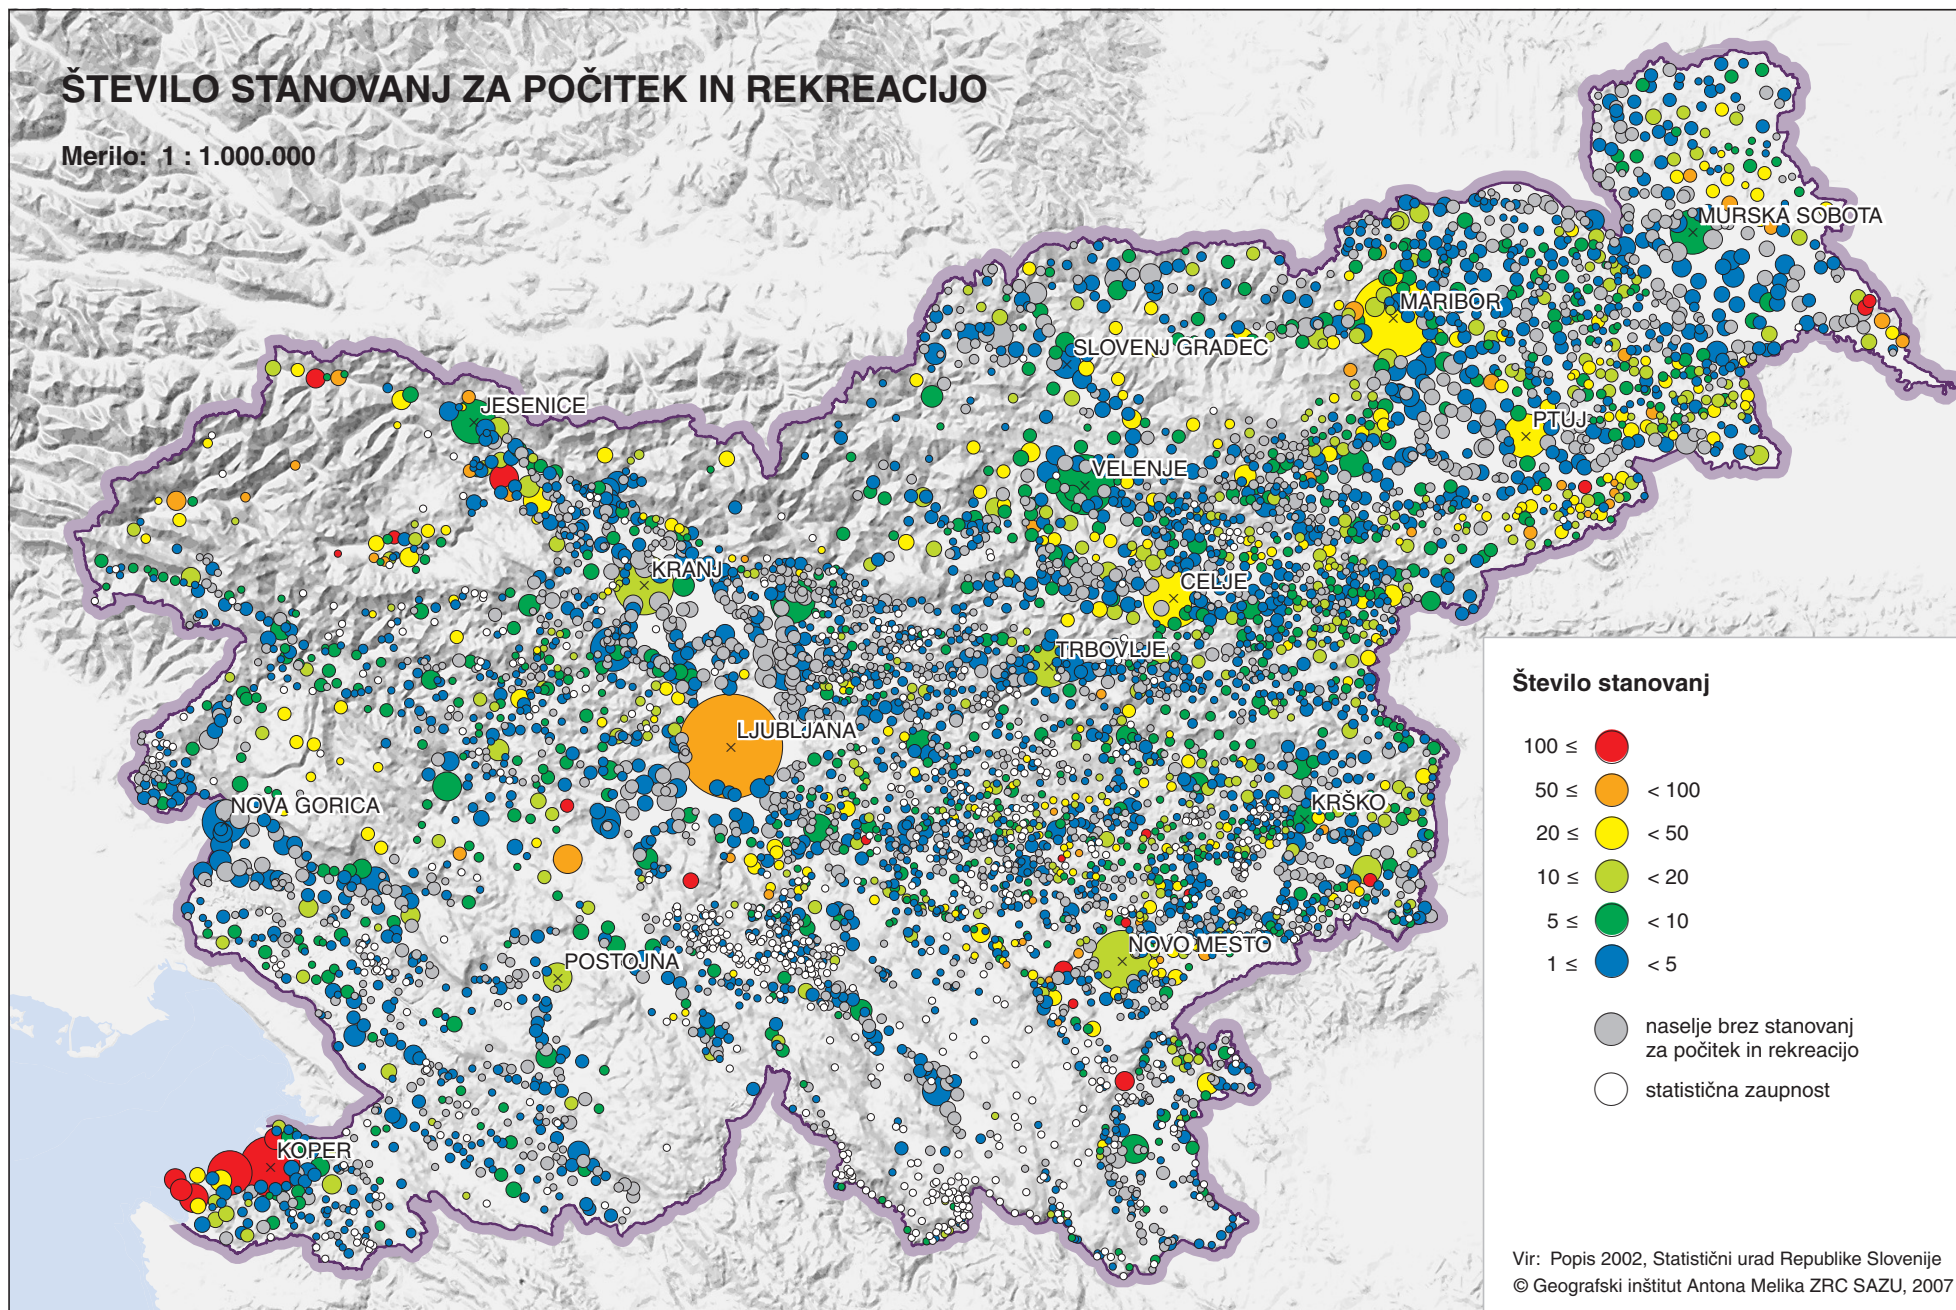 ŠTEVILO STANOVANJ ZA POČITEK IN REKREACIJO
Merilo: 1 : 1.000.000
MURSKA SOBOTA
MARIBOR
SLOVENJ GRADEC
JESENICE
PTUJ
VELENJE
KRANJ
CELJE
TRBOVLJE
LJUBLJANA
NOVA GORICA
KRŠKO
NOVO MESTO
POSTOJNA
KOPER
Število stanovanj
100 ≤
50 ≤ < 100
20 ≤ < 50
10 ≤ < 20
5 ≤ < 10
1 ≤ < 5
naselje brez stanovanj
za počitek in rekreacijo
statistična zaupnost
Vir: Popis 2002, Statistični urad Republike Slovenije
© Geografski inštitut Antona Melika ZRC SAZU, 2007